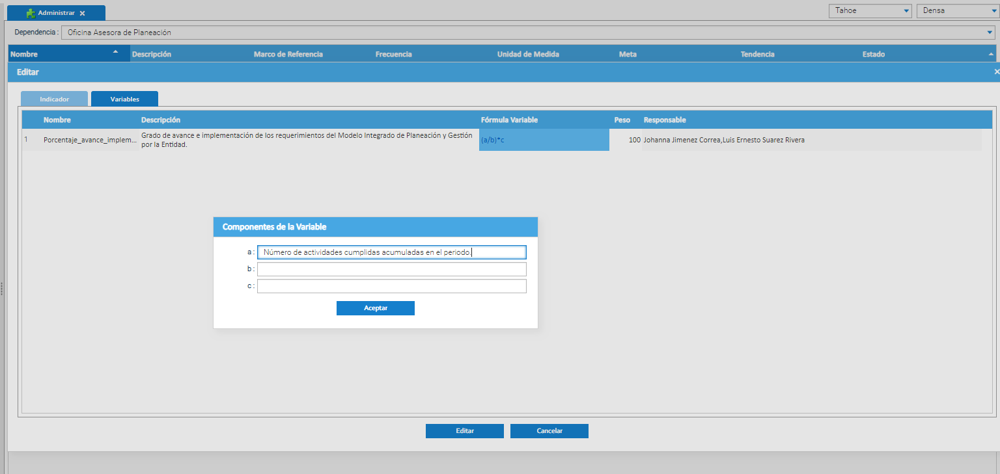 Administrar
Tahoe
Densa
Dependencia :
Oficina Asesora de Planeación
Nombre
Descripción
Marco de Referencia
Frecuencia
Unidad de Medida
Meta
Tendencia
Estado
Editar
Indicador
Variables
Nombre
Descripción
Fórmula Variable
Peso
Responsable
1
Porcentaje_avance_implem...
Grado de avance e implementación de los requerimientos del Modelo Integrado de Planeación y Gestión
por la Entidad.
(a/b)*c
100
Johanna Jimenez Correa,Luis Ernesto Suarez Rivera
Componentes de la Variable
a :
Número de actividades cumplidas acumuladas en el periodo.
b :
c :
Aceptar
Editar
Cancelar